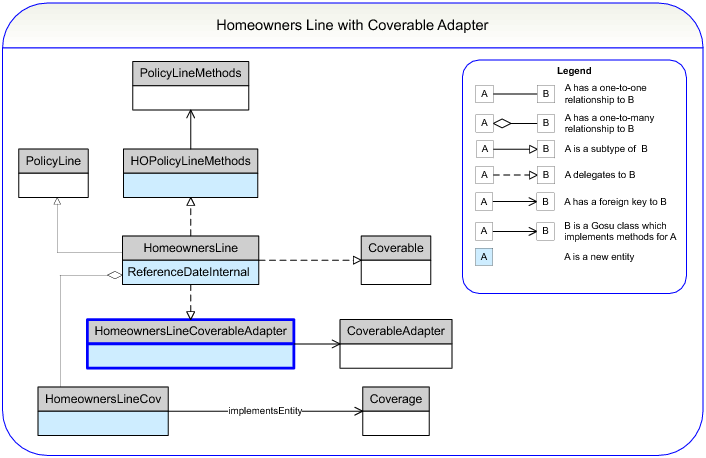 Homeowners Line with Coverable Adapter
PolicyLineMethods
PolicyLine
HOPolicyLineMethods
HomeownersLine
ReferenceDateInternal
Coverable
HomeownersLineCoverableAdapter
CoverableAdapter
HomeownersLineCov
implementsEntity
Coverage
Legend
A B A has a one-to-one
relationship to B
A B A has a one-to-many
relationship to B
A B A is a subtype of B
A B A delegates to B
A B A has a foreign key to B
A B B is a Gosu class which
implements methods for A
A A is a new entity